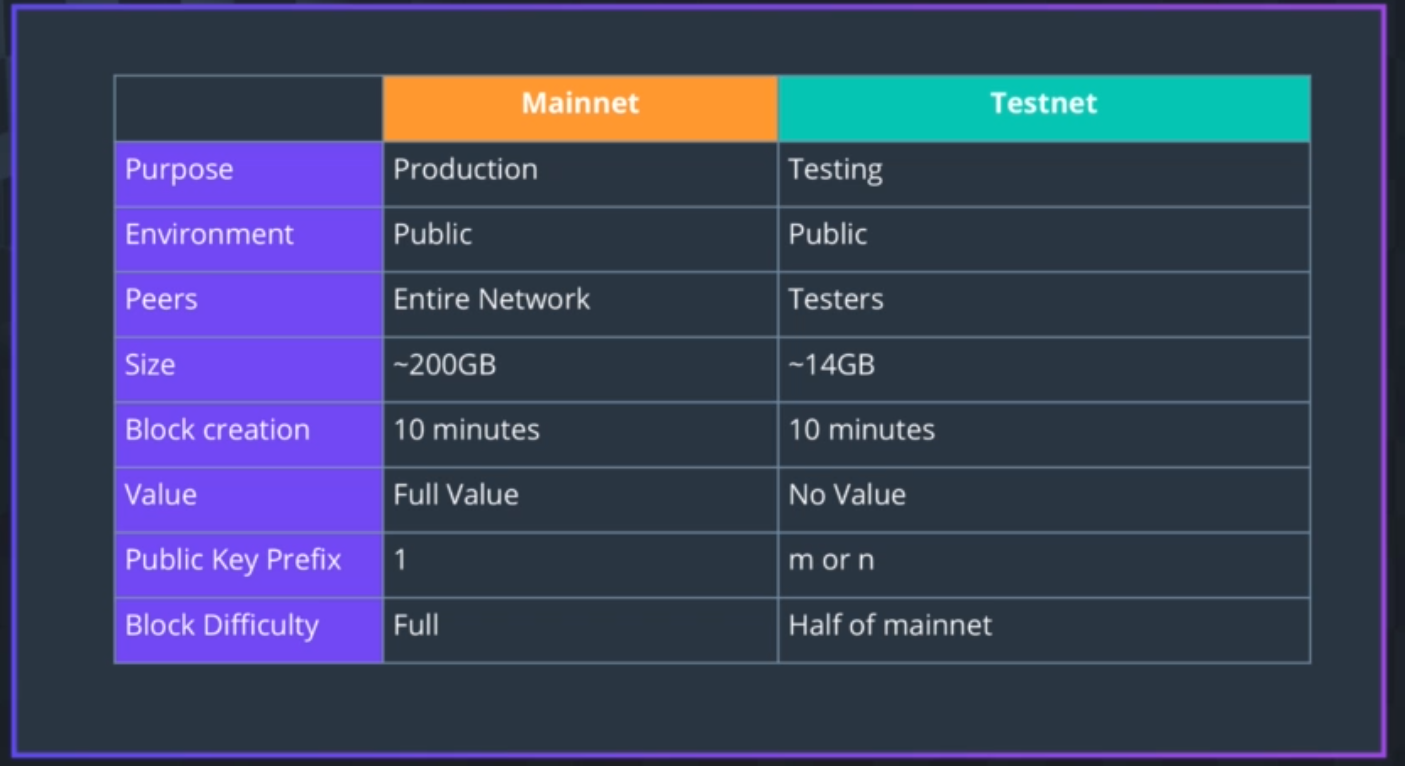 Mainnet Testnet
Purpose Production Testing
Environment Public Public
Peers Entire Network Testers
Size ~200GB ~14GB
Block creation 10 minutes 10 minutes
Value Full Value No Value
Public Key Prefix 1 m or n
Block Difficulty Full Half of mainnet